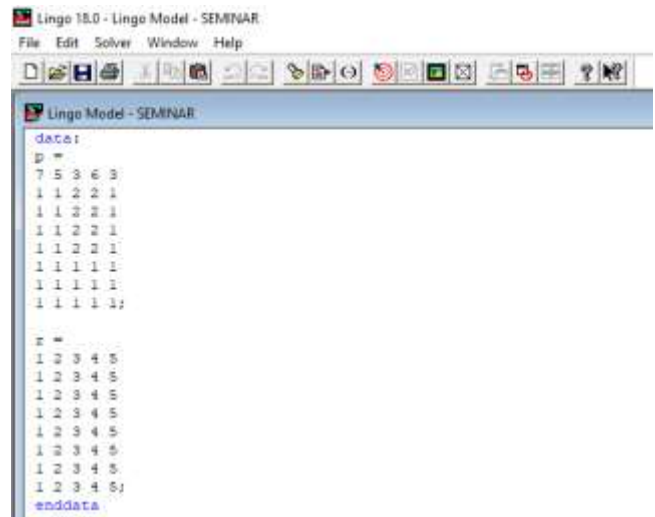 Lingo 18.0 - Lingo Model - SEMINAR
File Edit Solver Window Help
Lingo Model - SEMINAR
data:
p =
7 5 3 6 3
1 1 2 2 1
1 1 2 2 1
1 1 2 2 1
1 1 2 2 1
1 1 1 1 1
1 1 1 1 1
1 1 1 1 1;
r =
1 2 3 4 5
1 2 3 4 5
1 2 3 4 5
1 2 3 4 5
1 2 3 4 5
1 2 3 4 5
1 2 3 4 5
1 2 3 4 5;
enddata